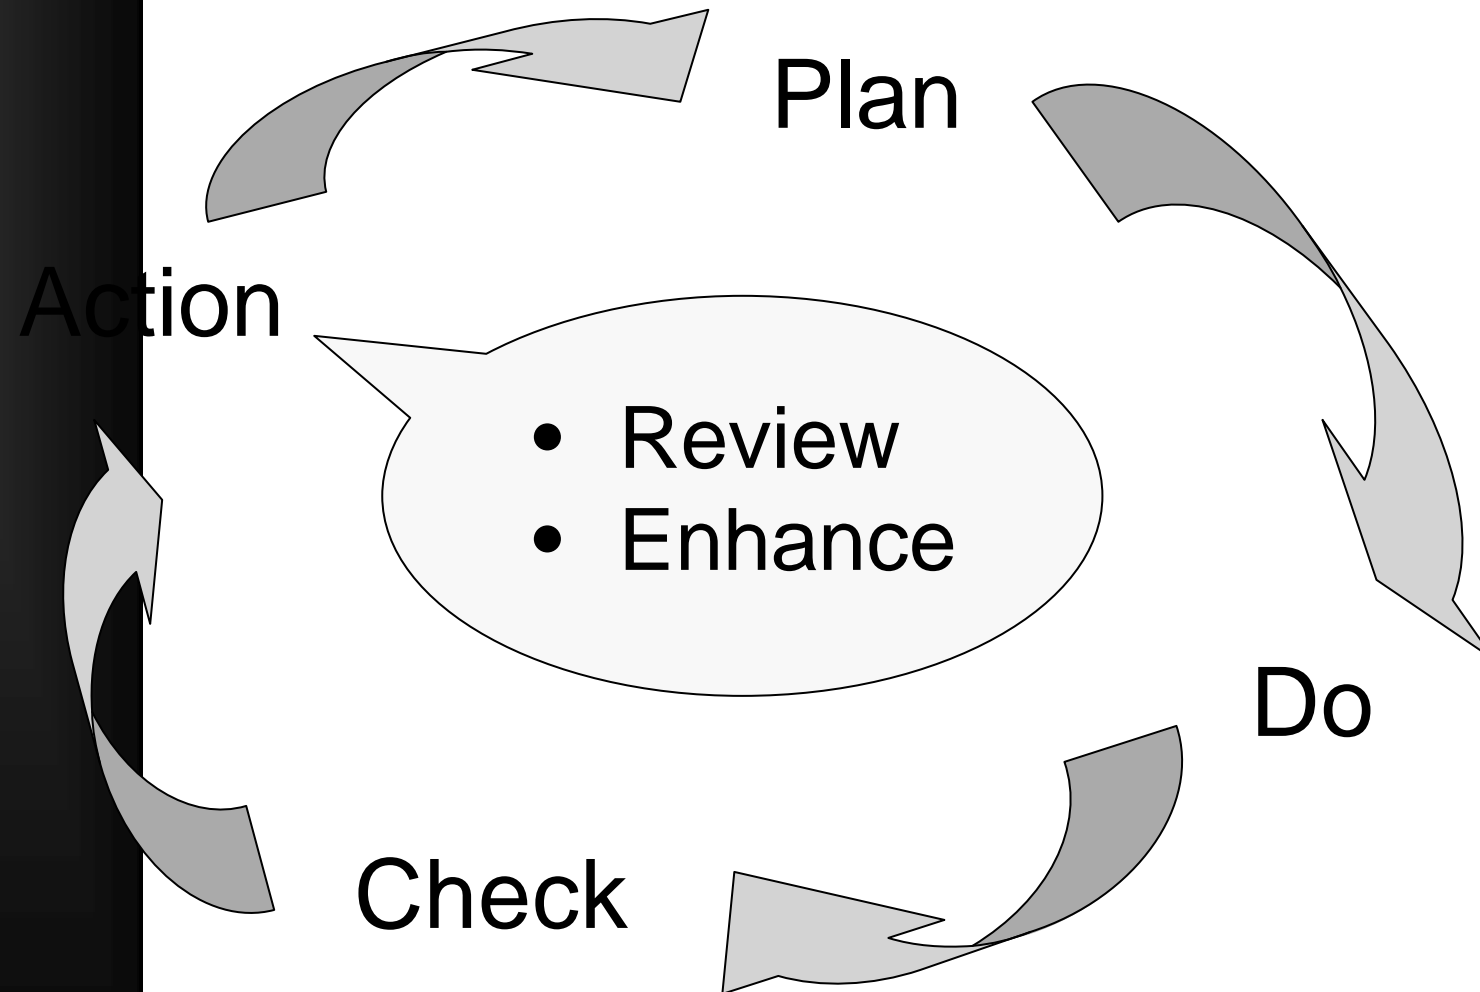 Plan
Action
• Review
• Enhance
Do
Check